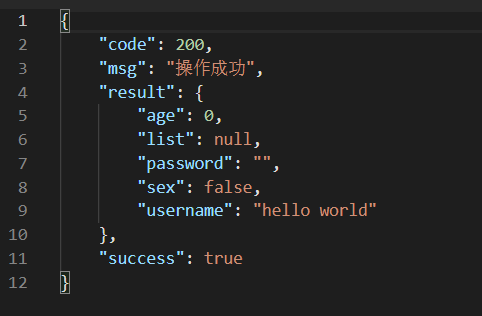 1 {
2 "code": 200,
3 "msg": "操作成功",
4 "result": {
5 "age": 0,
6 "list": null,
7 "password": "",
8 "sex": false,
9 "username": "hello world"
10 },
11 "success": true
12 }